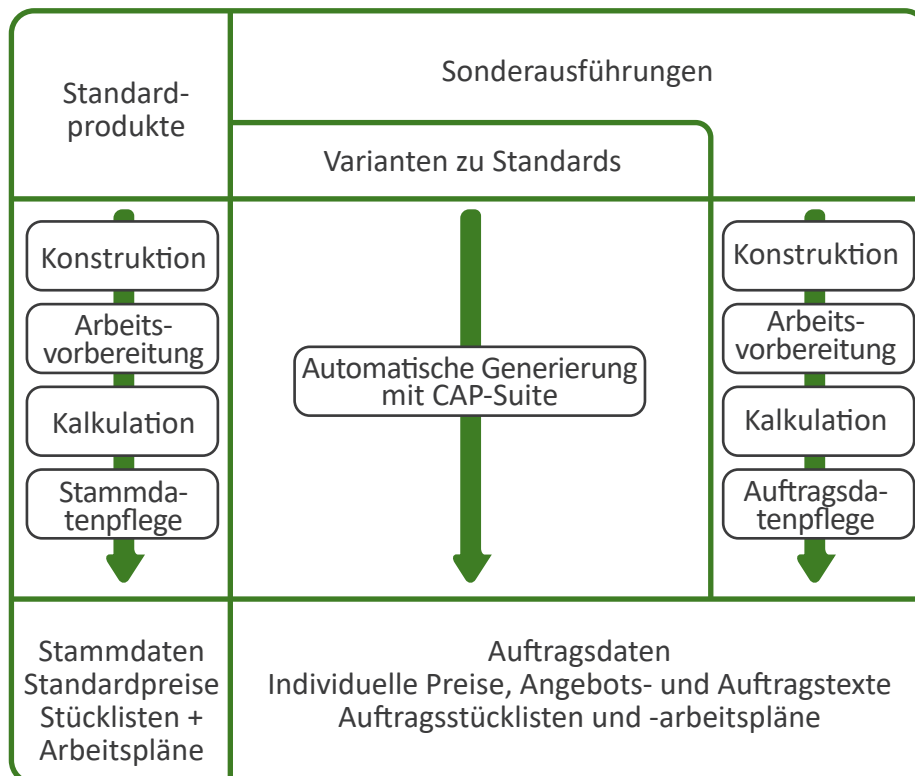 Standard-
produkte
Sonderausführungen
Varianten zu Standards
Konstruktion
Arbeits-
vorbereitung
Kalkulation
Stammda-
tenpflege
Automatische Generierung
mit CAP-Suite
Konstruktion
Arbeits-
vorbereitung
Kalkulation
Auftragsda-
tenpflege
Stammdaten
Standardpreise
Stücklisten +
Arbeitspläne
Auftragsdaten
Individuelle Preise, Angebots- und Auftragstexte
Auftragsstücklisten und -arbeitspläne